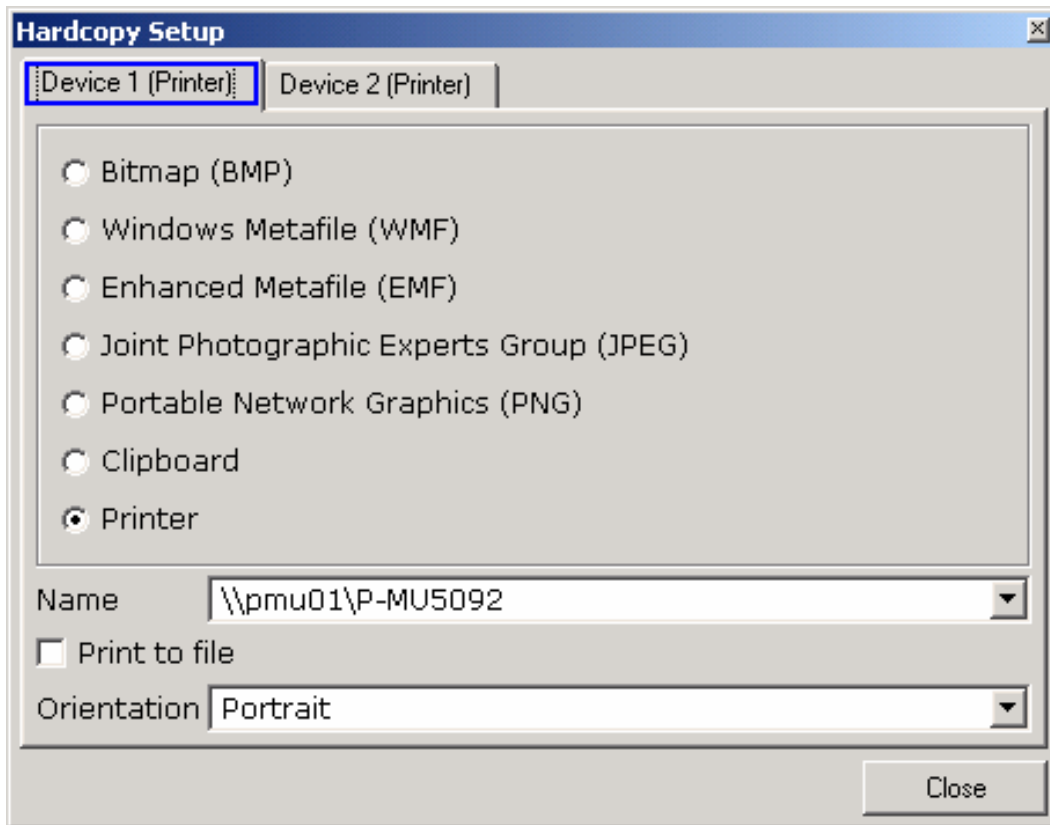 Hardcopy Setup
Device 1 (Printer) Device 2 (Printer)
Bitmap (BMP)
Windows Metafile (WMF)
Enhanced Metafile (EMF)
Joint Photographic Experts Group (JPEG)
Portable Network Graphics (PNG)
Clipboard
Printer
Name \\pmu01\P-MU5092
Print to file
Orientation Portrait
Close